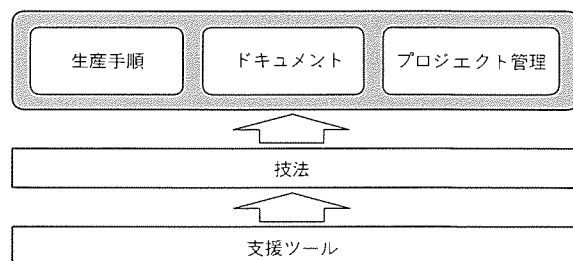 生産手順
ドキュメント
プロジェクト管理
技法
支援ツール